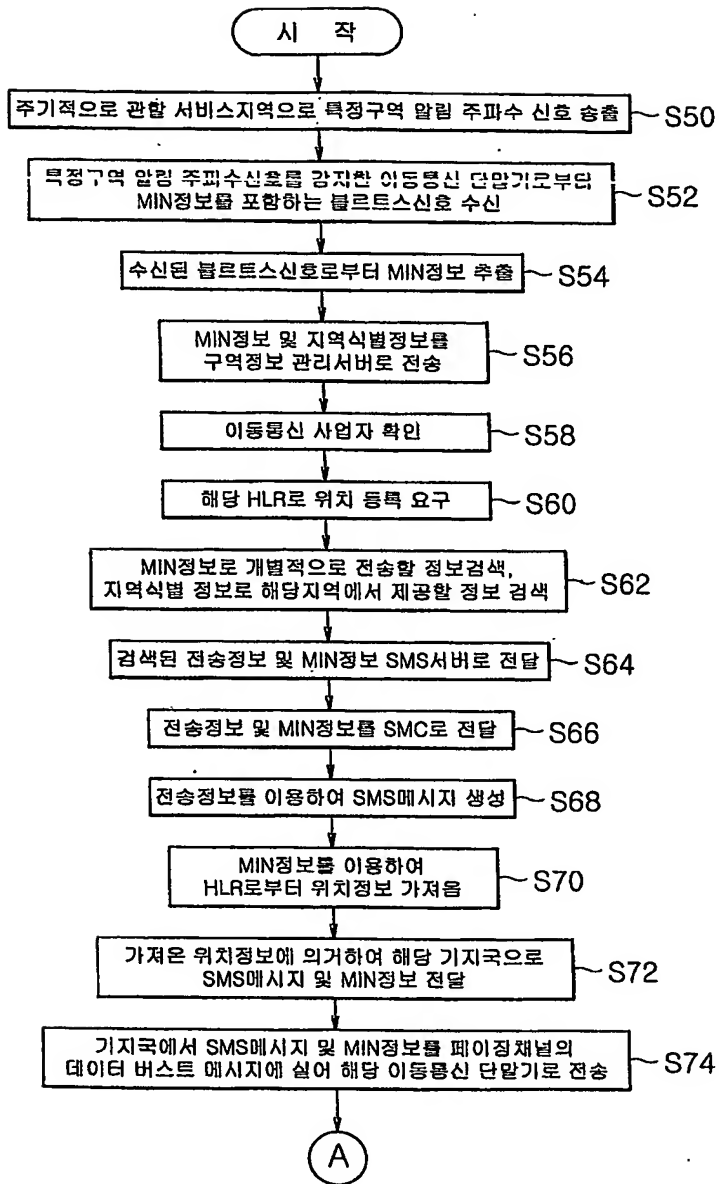 시 작
주기적으로 관할 서비스지역으로 특정구역 알림 주파수 신호 송출
S50
특정구역 알림 주파수신호를 감지한 이동통신 단말기로부터
MIN정보를 포함하는 블르트스신호 수신
S52
수신된 블르트스신호로부터 MIN정보 추출
S54
MIN정보 및 지역식별정보를
구역정보 관리서버로 전송
S56
이동통신 사업자 확인
S58
해당 HLR로 위치 등록 요구
S60
MIN정보로 개별적으로 전송할 정보검색,
지역식별 정보로 해당지역에서 제공할 정보 검색
S62
검색된 전송정보 및 MIN정보 SMS서버로 전달
S64
전송정보 및 MIN정보를 SMC로 전달
S66
전송정보를 이용하여 SMS메시지 생성
S68
MIN정보를 이용하여
HLR로부터 위치정보 가져옴
S70
가져온 위치정보에 의거하여 해당 기지국으로
SMS메시지 및 MIN정보 전달
S72
기지국에서 SMS메시지 및 MIN정보를 페이징채널의
데이터 버스트 메시지에 실어 해당 이동통신 단말기로 전송
S74
A